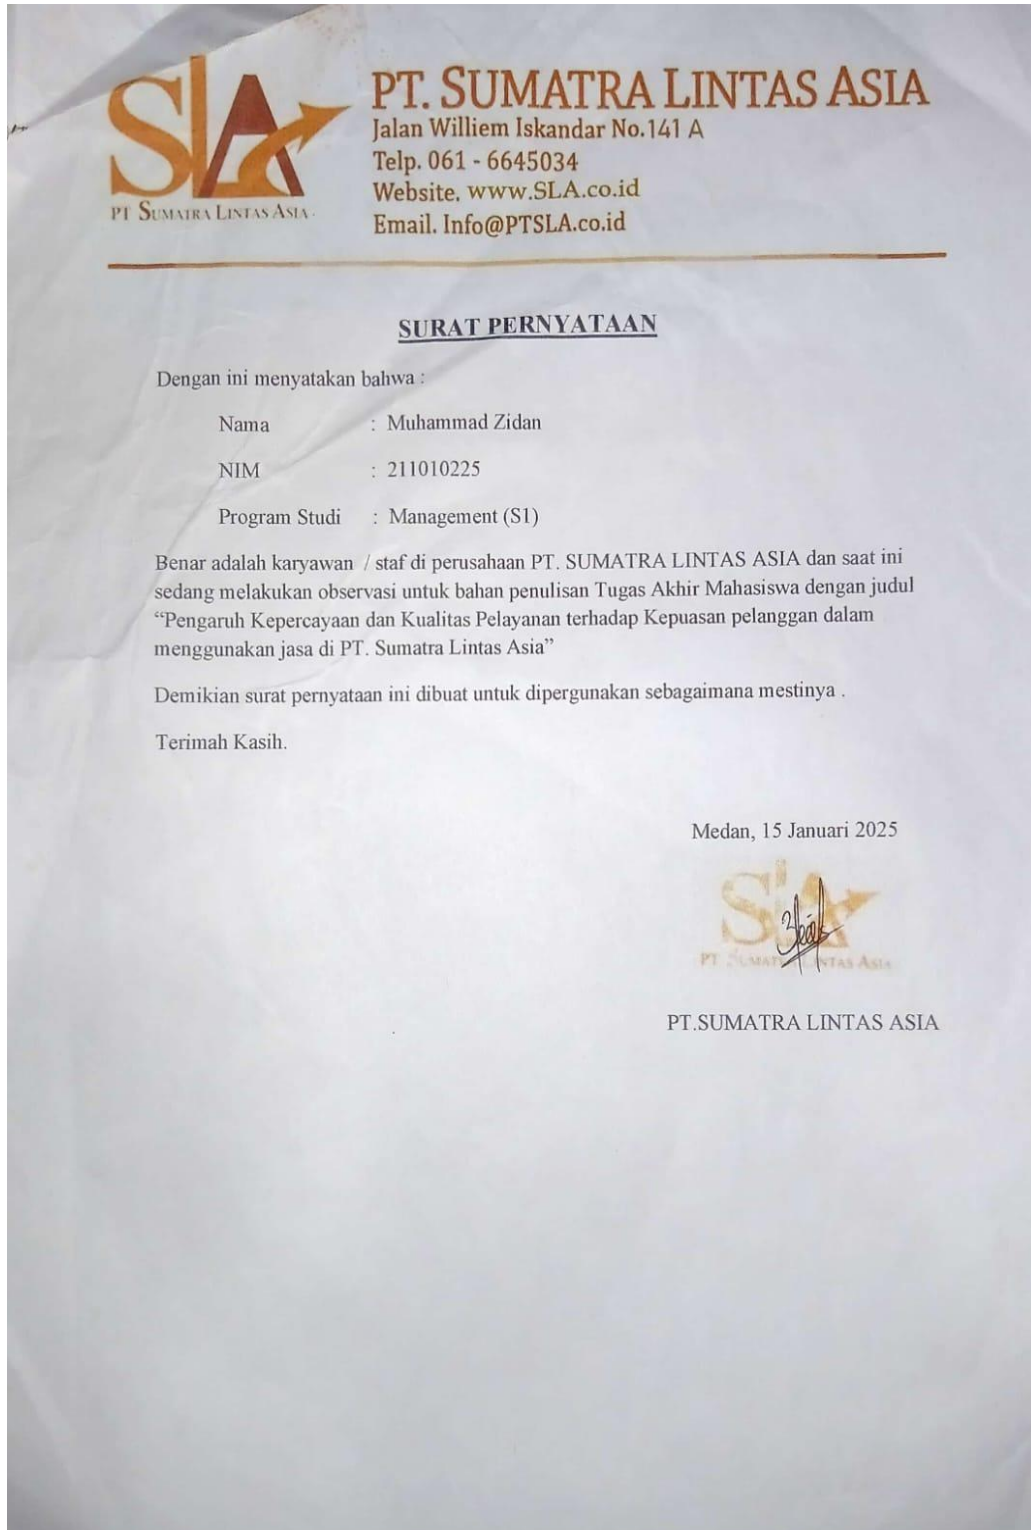 SLA
PT SUMATRA LINTAS ASIA
PT. SUMATRA LINTAS ASIA
Jalan Williem Iskandar No.141 A
Telp. 061 - 6645034
Website. www.SLA.co.id
Email. Info@PTSLA.co.id
SURAT PERNYATAAN
Dengan ini menyatakan bahwa :
Nama : Muhammad Zidan
NIM : 211010225
Program Studi : Management (S1)
Benar adalah karyawan / staf di perusahaan PT. SUMATRA LINTAS ASIA dan saat ini
sedang melakukan observasi untuk bahan penulisan Tugas Akhir Mahasiswa dengan judul
“Pengaruh Kepercayaan dan Kualitas Pelayanan terhadap Kepuasan pelanggan dalam
menggunakan jasa di PT. Sumatra Lintas Asia”
Demikian surat pernyataan ini dibuat untuk dipergunakan sebagaimana mestinya .
Terimah Kasih.
Medan, 15 Januari 2025
SLA
PT SUMATRA LINTAS ASIA
PT.SUMATRA LINTAS ASIA